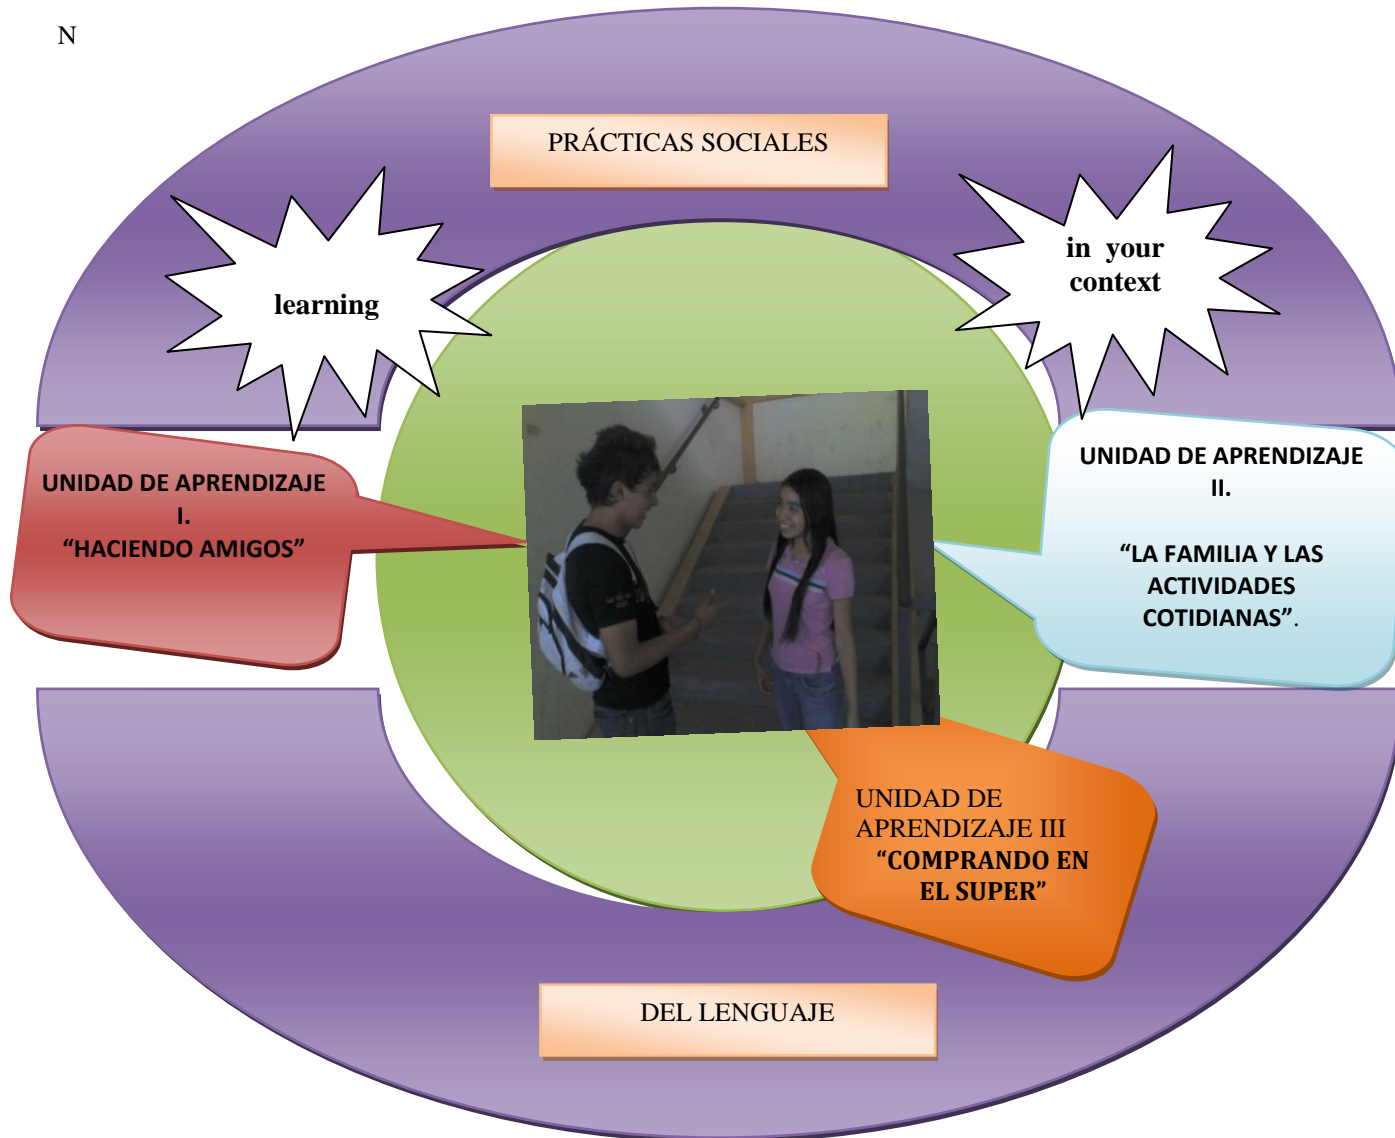 N
PRÁCTICAS SOCIALES
learning
in your
context
UNIDAD DE APRENDIZAJE
I.
“HACIENDO AMIGOS”
UNIDAD DE APRENDIZAJE
II.
“LA FAMILIA Y LAS
ACTIVIDADES
COTIDIANAS”.
UNIDAD DE
APRENDIZAJE III
“COMPRANDO EN
EL SUPER”
DEL LENGUAJE